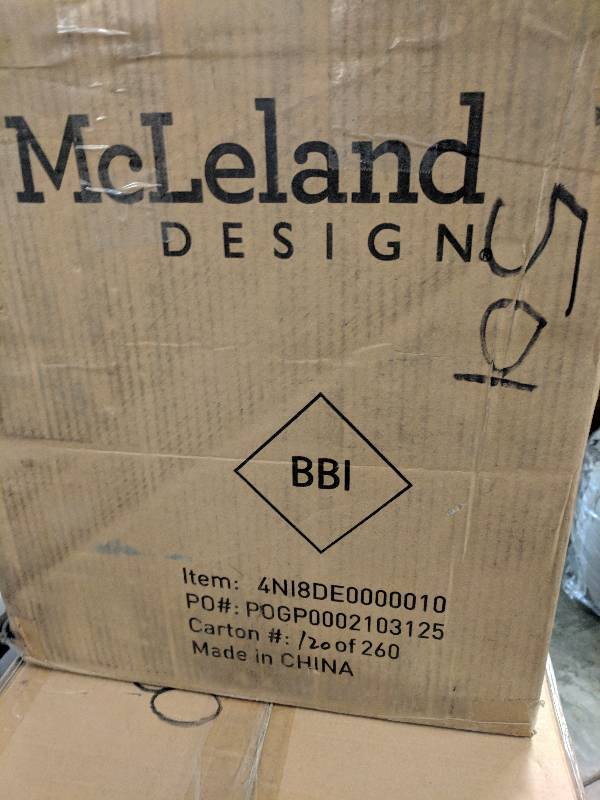 McLeland
DESIGN®
BBI
Item: 4NI8DE0000010
PO#: POGP0002103125
Carton #: 120 of 260
Made in CHINA